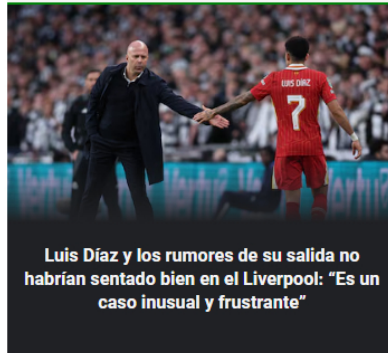 LUIS DÍAZ
7
Luis Díaz y los rumores de su salida no
habrían sentado bien en el Liverpool: “Es un
caso inusual y frustrante”